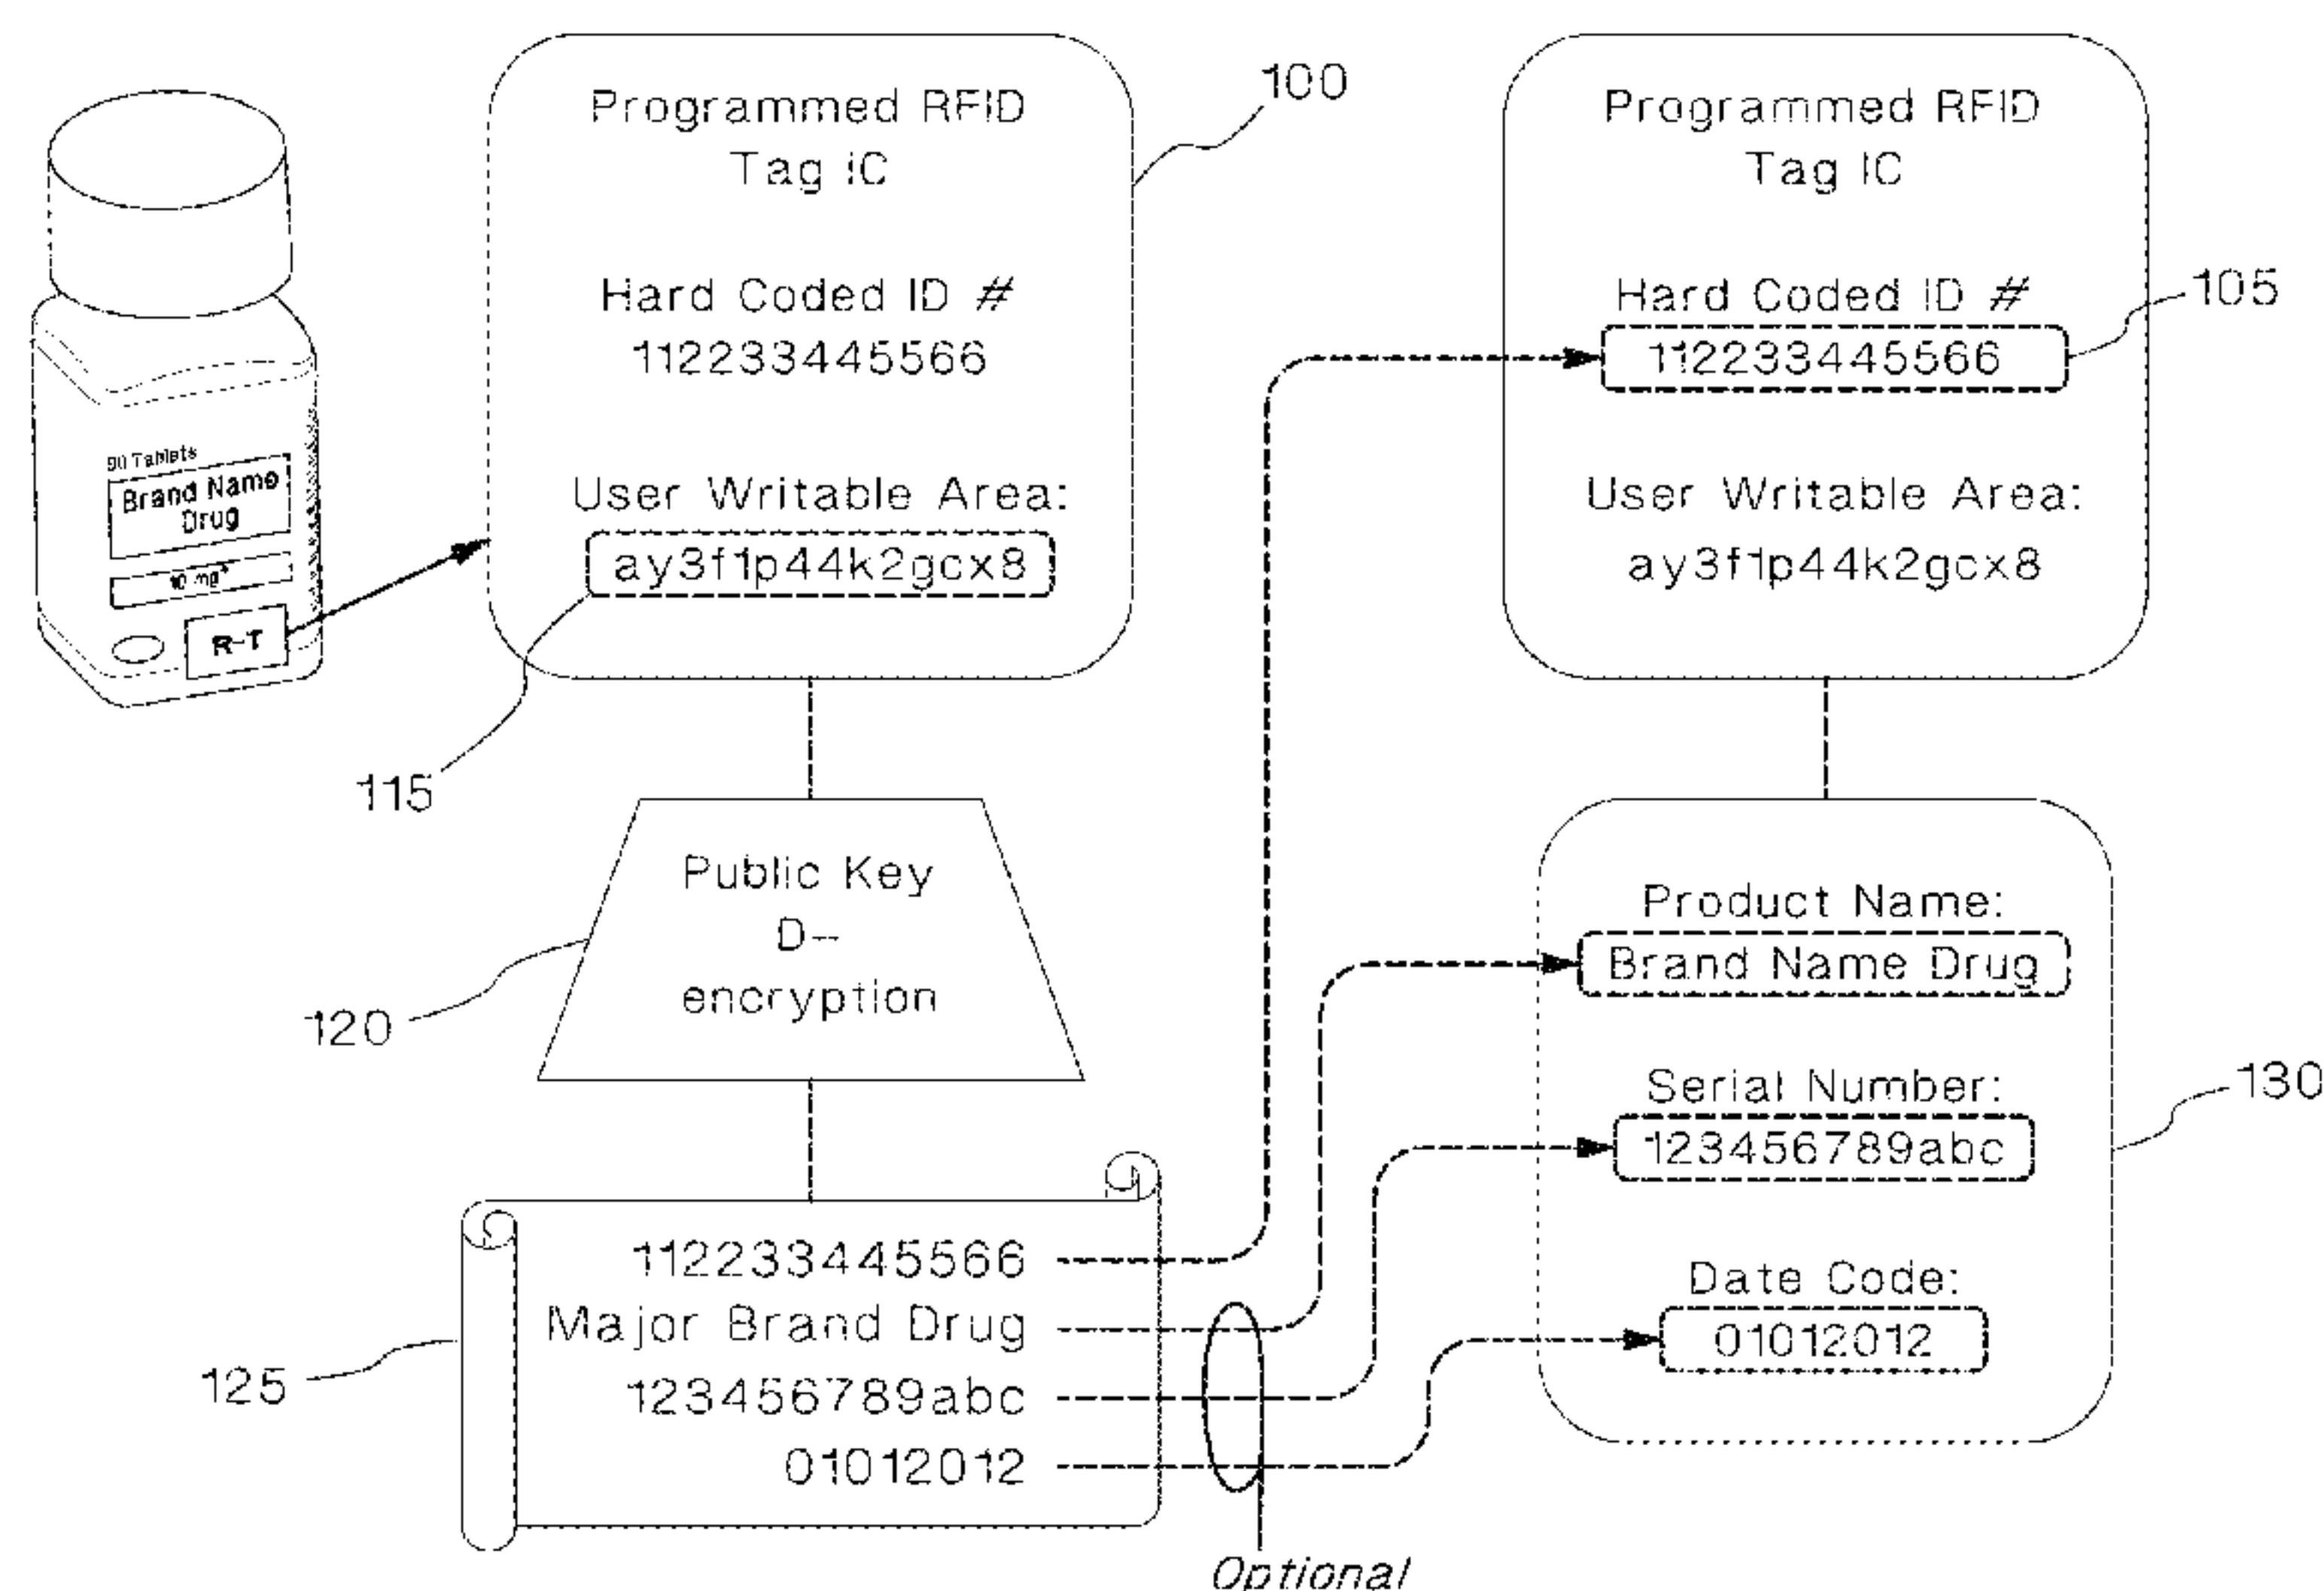 Programmed RFID
Tag IC
Hard Coded ID #
112233445566
User Writable Area:
ay3f1p44k2gcx8
100
90 Tablets
Brand Name
Drug
10 mg*
R-T
115
Programmed RFID
Tag IC
Hard Coded ID #
112233445566
105
User Writable Area:
ay3f1p44k2gcx8
Public Key
D--
encryption
120
112233445566
Major Brand Drug
123456789abc
01012012
125
Optional
Product Name:
Brand Name Drug
Serial Number:
123456789abc
Date Code:
01012012
130